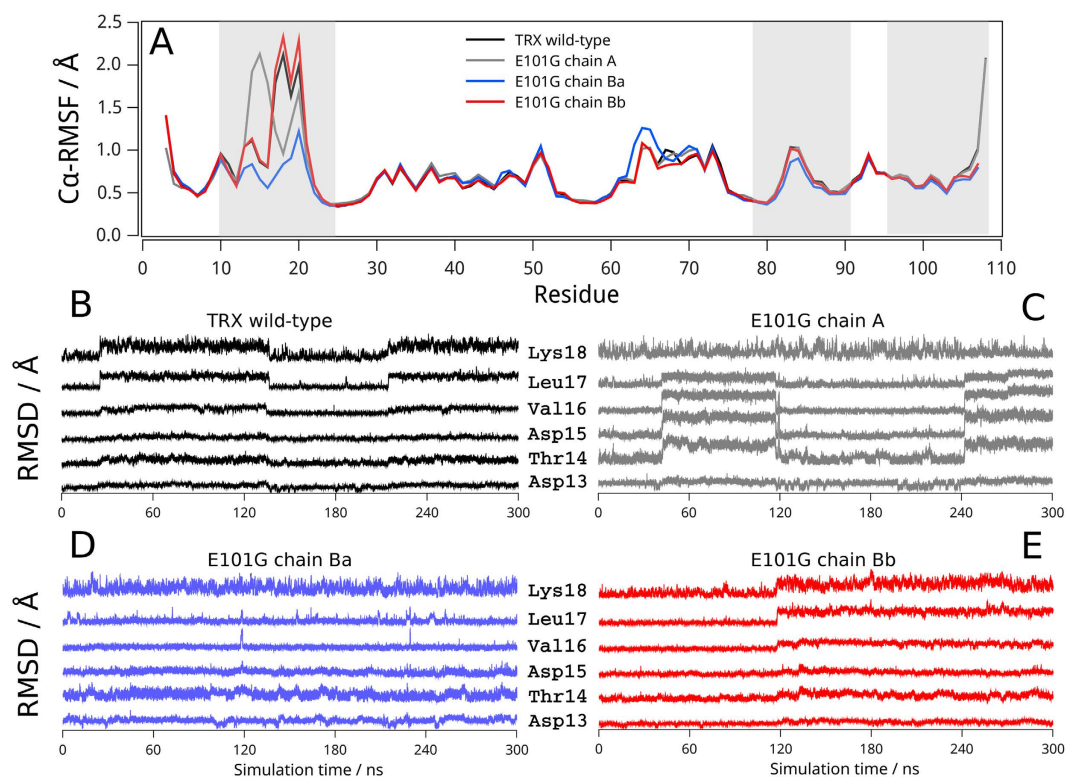 A
Cα-RMSF / Å
2.5
2.0
1.5
1.0
0.5
0.0
TRX wild-type
E101G chain A
E101G chain Ba
E101G chain Bb
0 10 20 30 40 50 60 70 80 90 100 110
Residue
B
TRX wild-type
E101G chain A
C
RMSD / Å
Lys18
Leu17
Val16
Asp15
Thr14
Asp13
0 60 120 180 240 300
0 60 120 180 240 300
D
E101G chain Ba
E101G chain Bb
E
RMSD / Å
Lys18
Leu17
Val16
Asp15
Thr14
Asp13
0 60 120 180 240 300
0 60 120 180 240 300
Simulation time / ns
Simulation time / ns